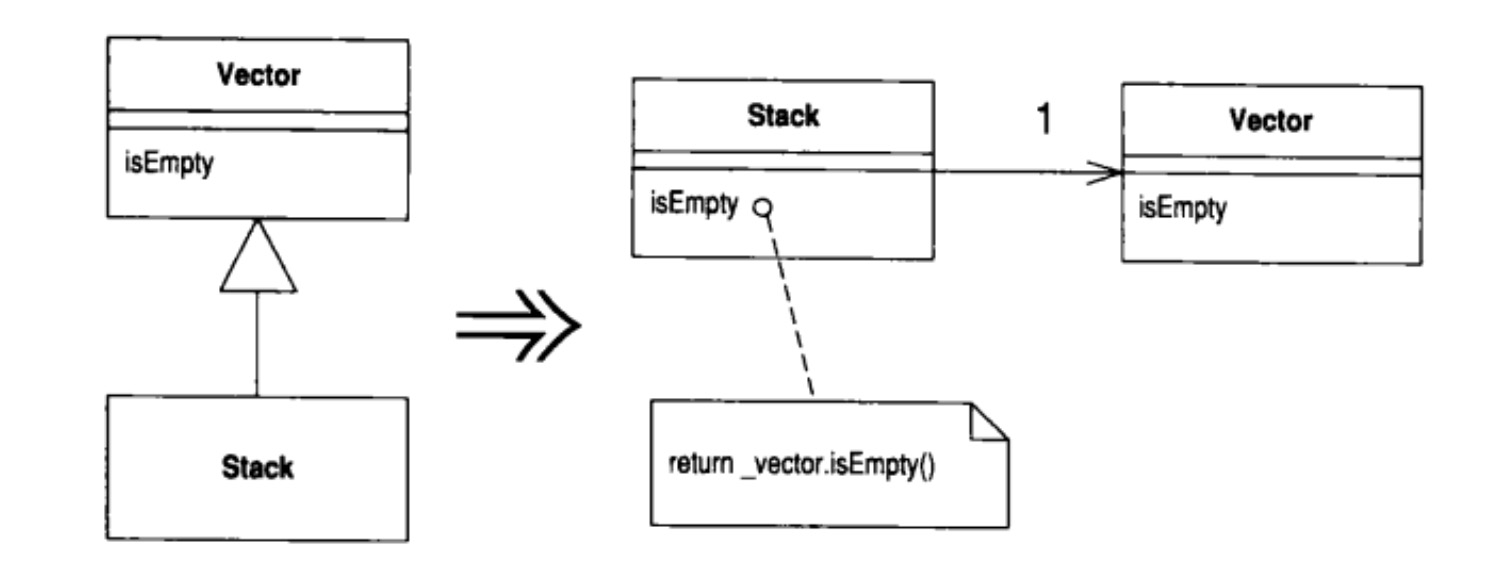 Vector
isEmpty
Stack
Stack
isEmpty
1
Vector
isEmpty
return _vector.isEmpty()